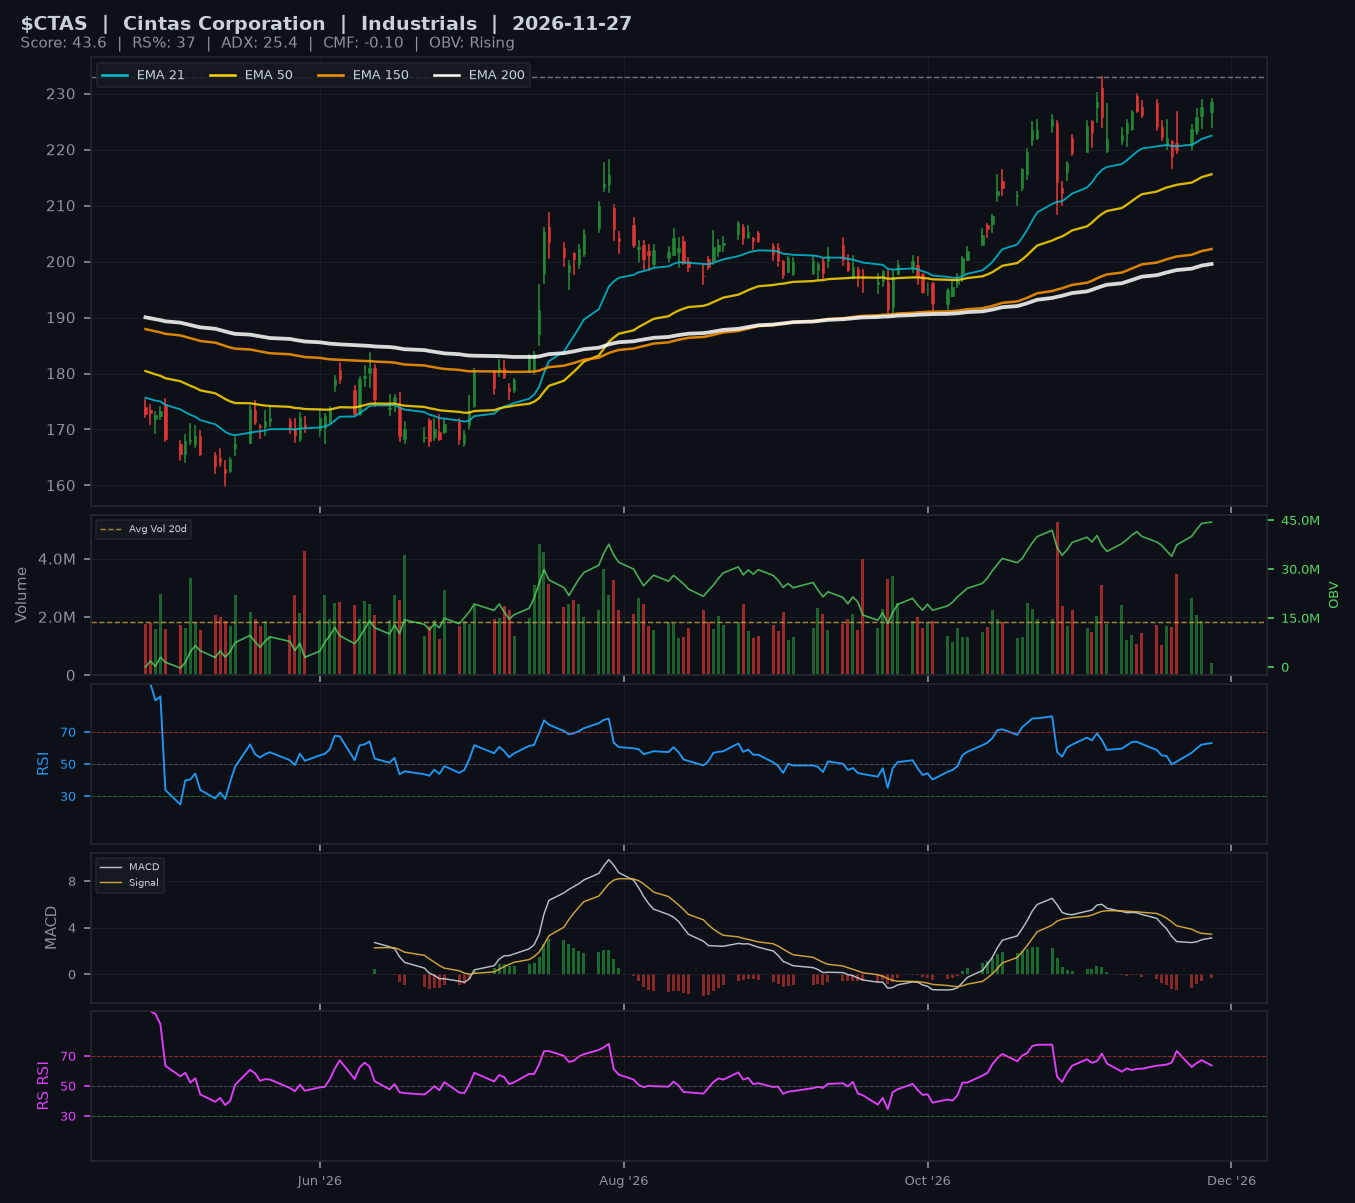 $CTAS | Cintas Corporation | Industrials | 2026-11-27
Score: 43.6 | RS%: 37 | ADX: 25.4 | CMF: -0.10 | OBV: Rising
EMA 21 EMA 50 EMA 150 EMA 200
230
220
210
200
190
180
170
160
Avg Vol 20d
Volume
4.0M
2.0M
0
45.0M
30.0M
15.0M
0
OBV
RSI
70
50
30
MACD
Signal
MACD
8
4
0
RS RSI
70
50
30
Jun '26 Aug '26 Oct '26 Dec '26